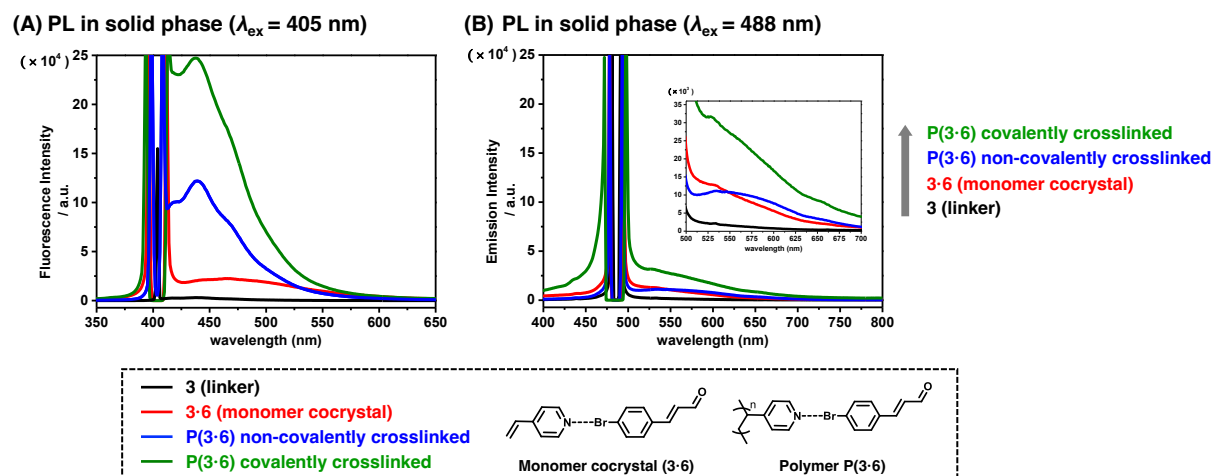 (A) PL in solid phase (λex = 405 nm)
(B) PL in solid phase (λex = 488 nm)
(× 10⁴)
25
20
15
10
5
0
Fluorescence Intensity
/ a.u.
350 400 450 500 550 600 650
wavelength (nm)
(× 10⁴)
25
20
15
10
5
0
Emission Intensity
/ a.u.
400 450 500 550 600 650 700 750 800
wavelength (nm)
(× 10³)
35
30
25
20
15
10
5
0
500 525 550 575 600 625 650 675 700
wavelength (nm)
P(3·6) covalently crosslinked
P(3·6) non-covalently crosslinked
3·6 (monomer cocrystal)
3 (linker)
3 (linker)
3·6 (monomer cocrystal)
P(3·6) non-covalently crosslinked
P(3·6) covalently crosslinked
N Br O
Monomer cocrystal (3·6)
n N Br O
Polymer P(3·6)